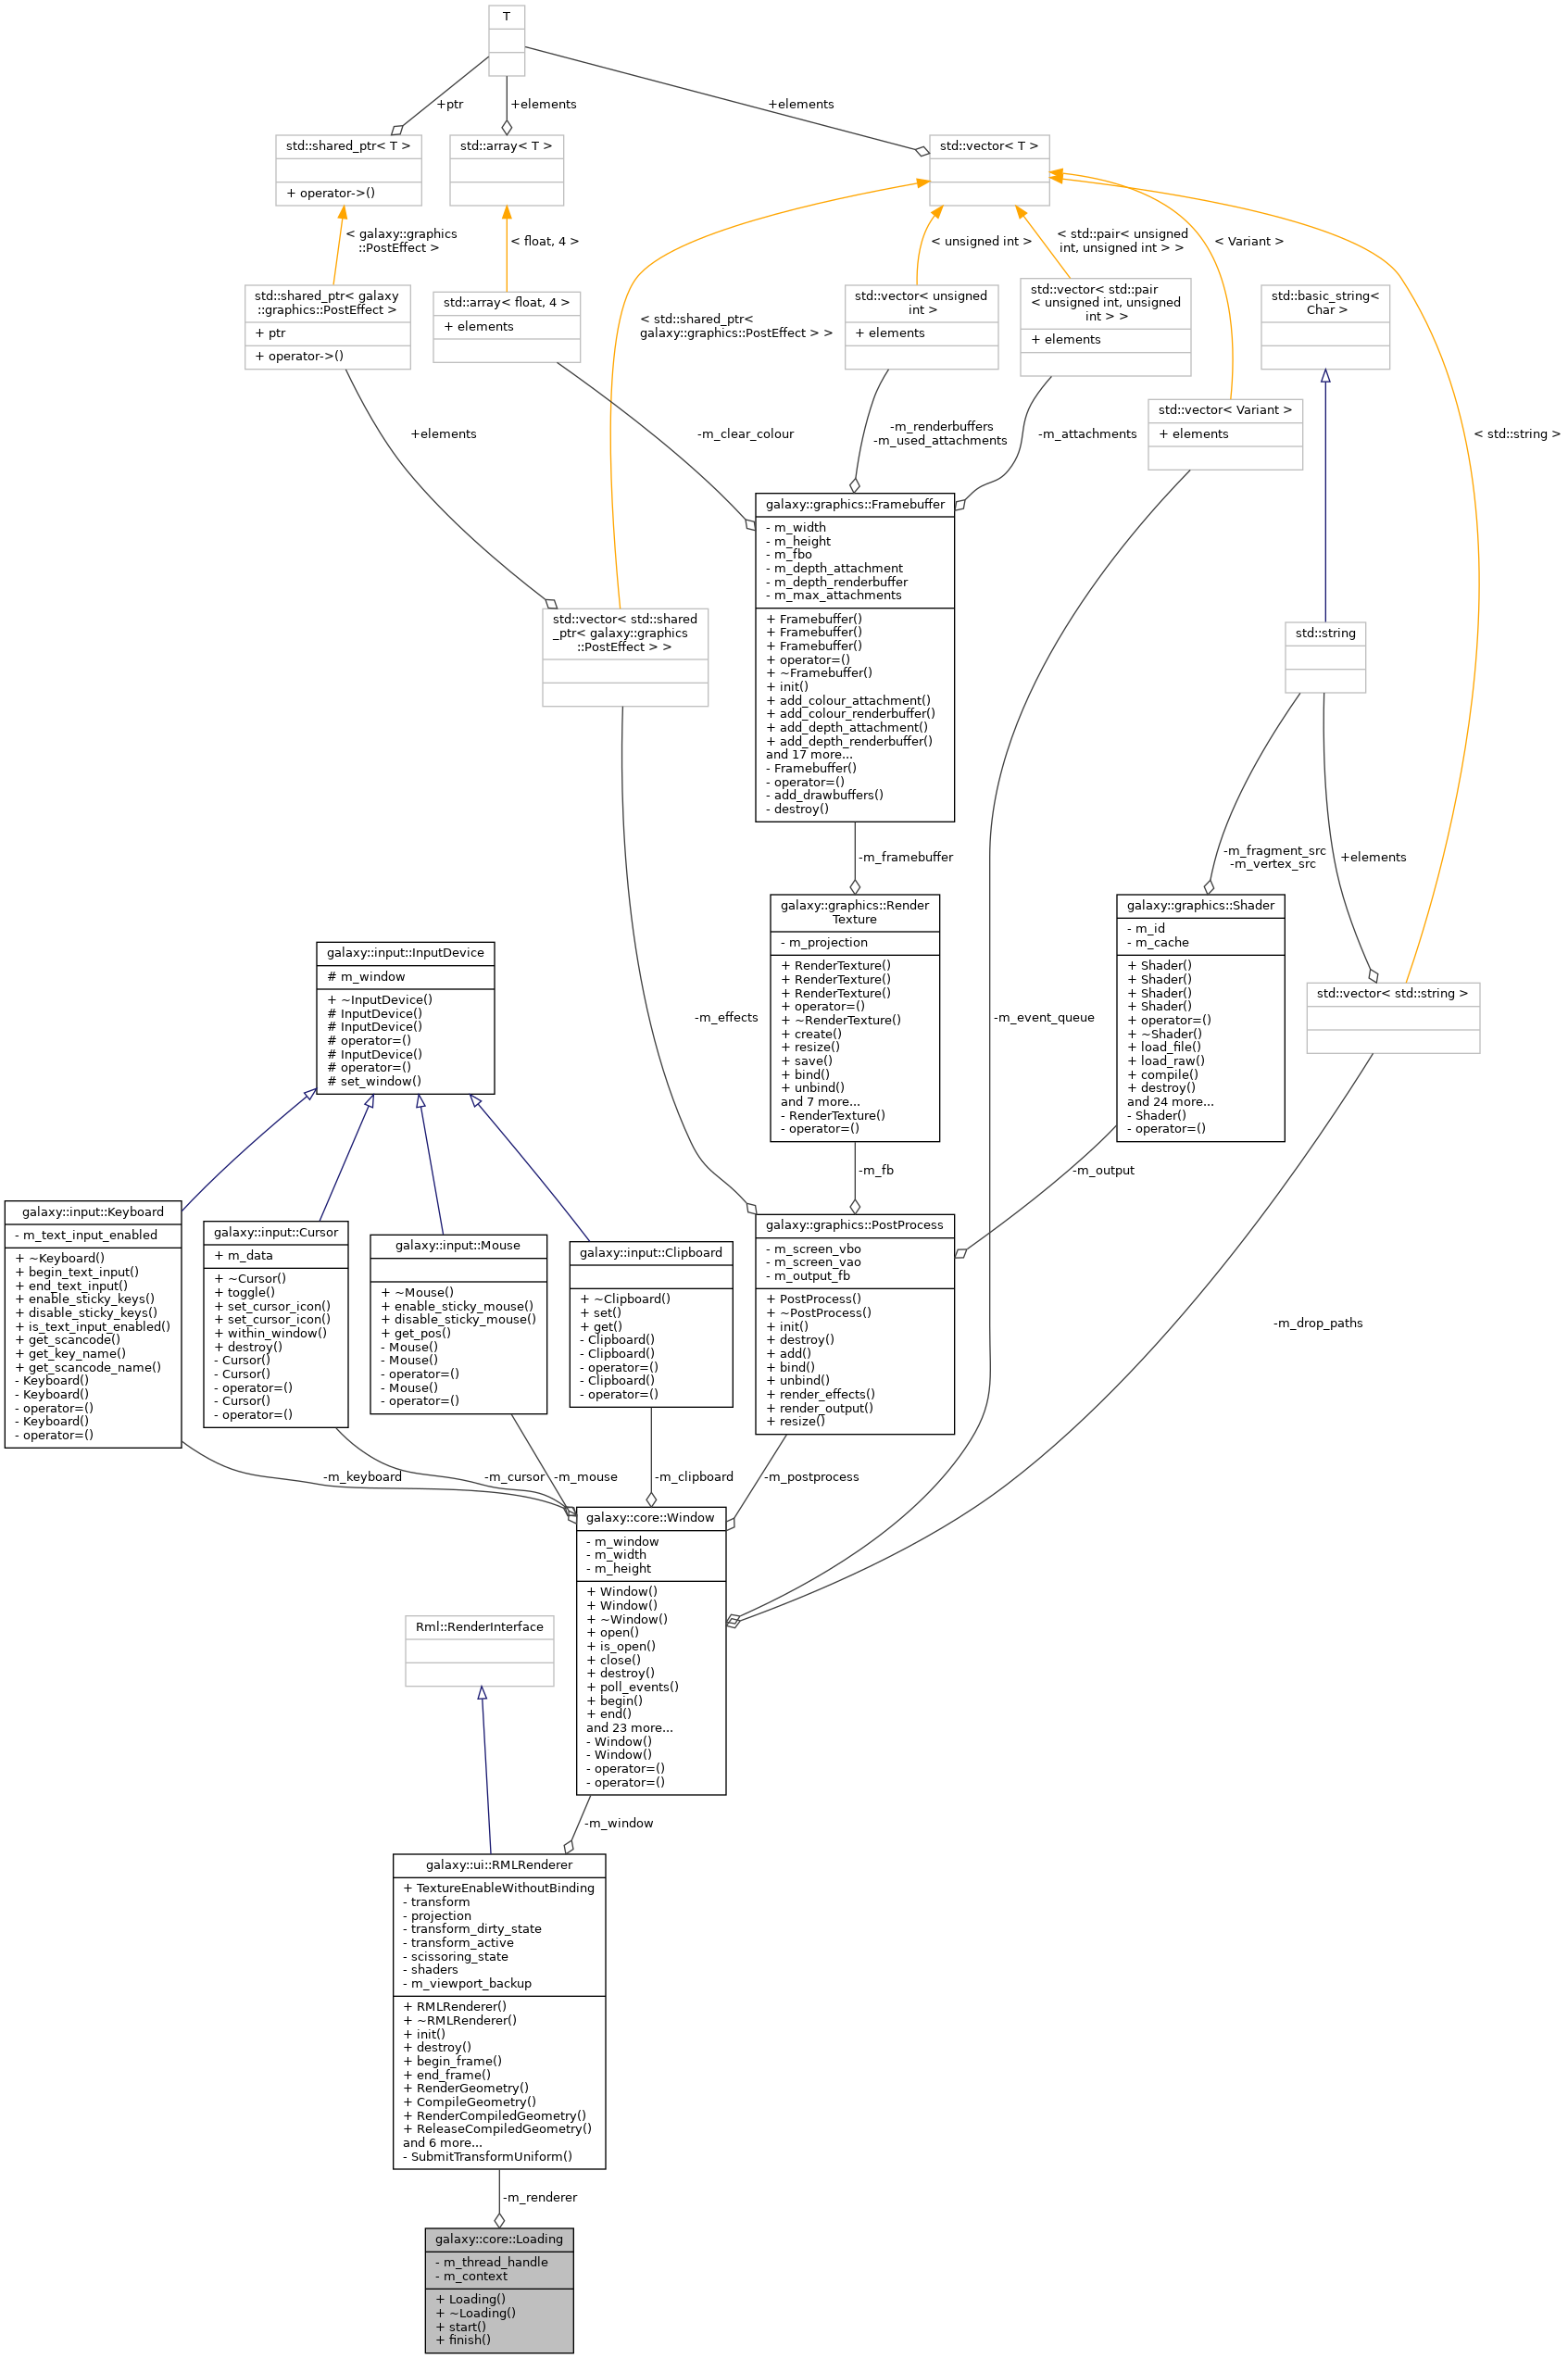 T
+ptr
+elements
+elements
std::shared_ptr< T >
+ operator->()
std::array< T >
std::vector< T >
< galaxy::graphics
::PostEffect >
< float, 4 >
< unsigned int >
< std::pair< unsigned
int, unsigned int > >
< Variant >
std::shared_ptr< galaxy
::graphics::PostEffect >
+ ptr
+ operator->()
std::array< float, 4 >
+ elements
< std::shared_ptr<
galaxy::graphics::PostEffect > >
std::vector< unsigned
int >
+ elements
std::vector< std::pair
< unsigned int, unsigned
int > >
+ elements
std::basic_string<
Char >
std::vector< Variant >
+ elements
< std::string >
+elements
-m_clear_colour
-m_renderbuffers
-m_used_attachments
-m_attachments
galaxy::graphics::Framebuffer
- m_width
- m_height
- m_fbo
- m_depth_attachment
- m_depth_renderbuffer
- m_max_attachments
+ Framebuffer()
+ Framebuffer()
+ Framebuffer()
+ operator=()
+ ~Framebuffer()
+ init()
+ add_colour_attachment()
+ add_colour_renderbuffer()
+ add_depth_attachment()
+ add_depth_renderbuffer()
and 17 more...
- Framebuffer()
- operator=()
- add_drawbuffers()
- destroy()
std::vector< std::shared
_ptr< galaxy::graphics
::PostEffect > >
std::string
-m_framebuffer
-m_fragment_src
-m_vertex_src
+elements
galaxy::graphics::Render
Texture
- m_projection
+ RenderTexture()
+ RenderTexture()
+ RenderTexture()
+ operator=()
+ ~RenderTexture()
+ create()
+ resize()
+ save()
+ bind()
+ unbind()
and 7 more...
- RenderTexture()
- operator=()
galaxy::graphics::Shader
- m_id
- m_cache
+ Shader()
+ Shader()
+ Shader()
+ Shader()
+ operator=()
+ ~Shader()
+ load_file()
+ load_raw()
+ compile()
+ destroy()
and 24 more...
- Shader()
- operator=()
std::vector< std::string >
galaxy::input::InputDevice
# m_window
+ ~InputDevice()
# InputDevice()
# InputDevice()
# operator=()
# InputDevice()
# operator=()
# set_window()
-m_effects
-m_event_queue
-m_fb
-m_output
galaxy::input::Keyboard
- m_text_input_enabled
+ ~Keyboard()
+ begin_text_input()
+ end_text_input()
+ enable_sticky_keys()
+ disable_sticky_keys()
+ is_text_input_enabled()
+ get_scancode()
+ get_key_name()
+ get_scancode_name()
- Keyboard()
- Keyboard()
- operator=()
- Keyboard()
- operator=()
galaxy::input::Cursor
+ m_data
+ ~Cursor()
+ toggle()
+ set_cursor_icon()
+ set_cursor_icon()
+ within_window()
+ destroy()
- Cursor()
- Cursor()
- operator=()
- Cursor()
- operator=()
galaxy::input::Mouse
+ ~Mouse()
+ enable_sticky_mouse()
+ disable_sticky_mouse()
+ get_pos()
- Mouse()
- Mouse()
- operator=()
- Mouse()
- operator=()
galaxy::input::Clipboard
+ ~Clipboard()
+ set()
+ get()
- Clipboard()
- Clipboard()
- operator=()
- Clipboard()
- operator=()
galaxy::graphics::PostProcess
- m_screen_vbo
- m_screen_vao
- m_output_fb
+ PostProcess()
+ ~PostProcess()
+ init()
+ destroy()
+ add()
+ bind()
+ unbind()
+ render_effects()
+ render_output()
+ resize()
-m_drop_paths
-m_keyboard
-m_cursor
-m_mouse
-m_clipboard
-m_postprocess
galaxy::core::Window
- m_window
- m_width
- m_height
+ Window()
+ Window()
+ ~Window()
+ open()
+ is_open()
+ close()
+ destroy()
+ poll_events()
+ begin()
+ end()
and 23 more...
- Window()
- Window()
- operator=()
- operator=()
Rml::RenderInterface
-m_window
galaxy::ui::RMLRenderer
+ TextureEnableWithoutBinding
- transform
- projection
- transform_dirty_state
- transform_active
- scissoring_state
- shaders
- m_viewport_backup
+ RMLRenderer()
+ ~RMLRenderer()
+ init()
+ destroy()
+ begin_frame()
+ end_frame()
+ RenderGeometry()
+ CompileGeometry()
+ RenderCompiledGeometry()
+ ReleaseCompiledGeometry()
and 6 more...
- SubmitTransformUniform()
-m_renderer
galaxy::core::Loading
- m_thread_handle
- m_context
+ Loading()
+ ~Loading()
+ start()
+ finish()